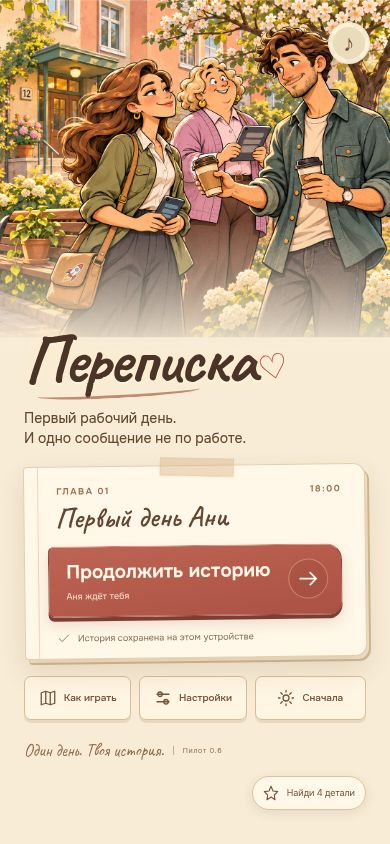 12
♪
Переписка♡
Первый рабочий день.
И одно сообщение не по работе.
ГЛАВА 01
18:00
Первый день Ани
Продолжить историю
Аня ждёт тебя
История сохранена на этом устройстве
Как играть
Настройки
Сначала
Один день. Твоя история.
Пилот 0.6
Найди 4 детали